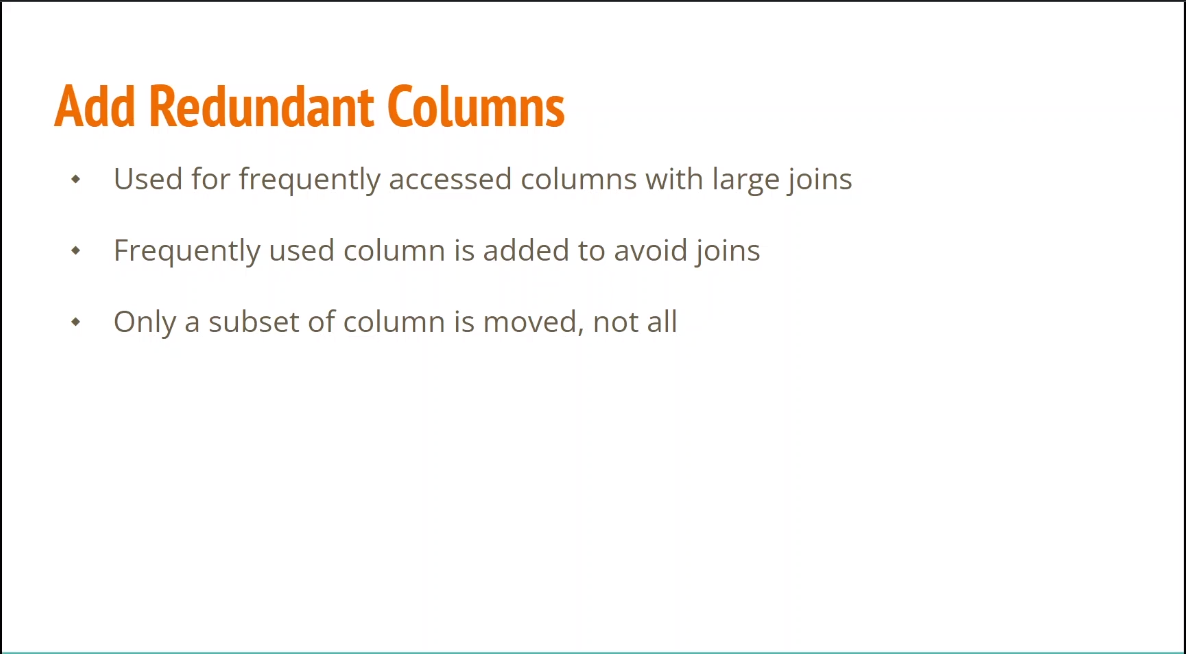 Add Redundant Columns
◆ Used for frequently accessed columns with large joins
◆ Frequently used column is added to avoid joins
◆ Only a subset of column is moved, not all